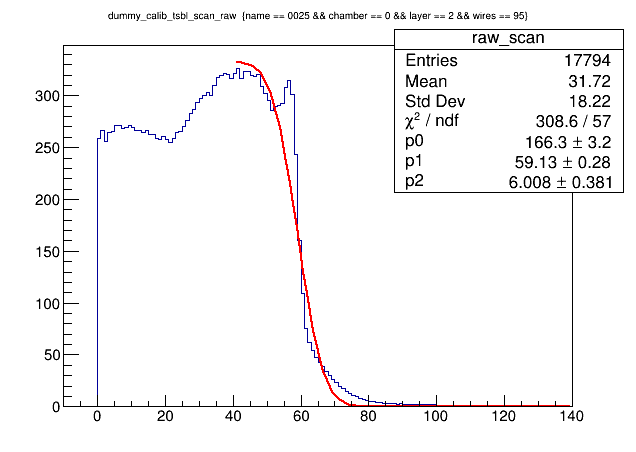 dummy_calib_tsbl_scan_raw {name == 0025 && chamber == 0 && layer == 2 && wires == 95}
raw_scan
Entries 17794
Mean 31.72
Std Dev 18.22
χ² / ndf 308.6 / 57
p0 166.3 ± 3.2
p1 59.13 ± 0.28
p2 6.008 ± 0.381
300
250
200
150
100
50
0
0 20 40 60 80 100 120 140